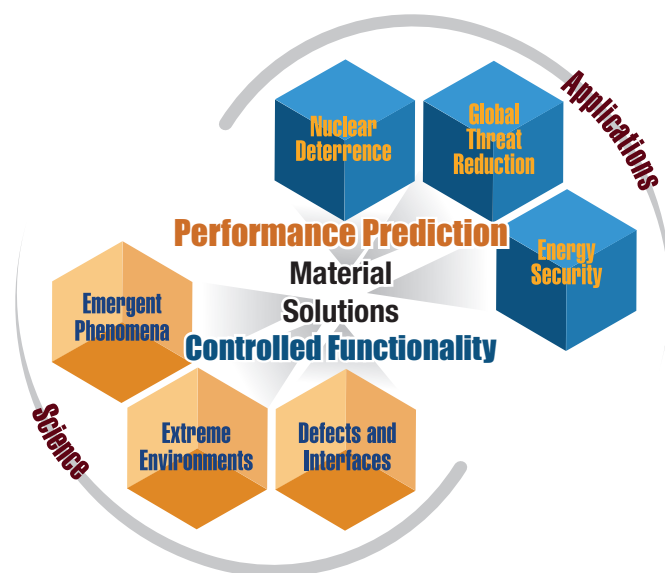 Applications
Nuclear
Deterrence
Global
Threat
Reduction
Energy
Security
Performance Prediction
Material
Solutions
Controlled Functionality
Emergent
Phenomena
Extreme
Environments
Defects and
Interfaces
Science